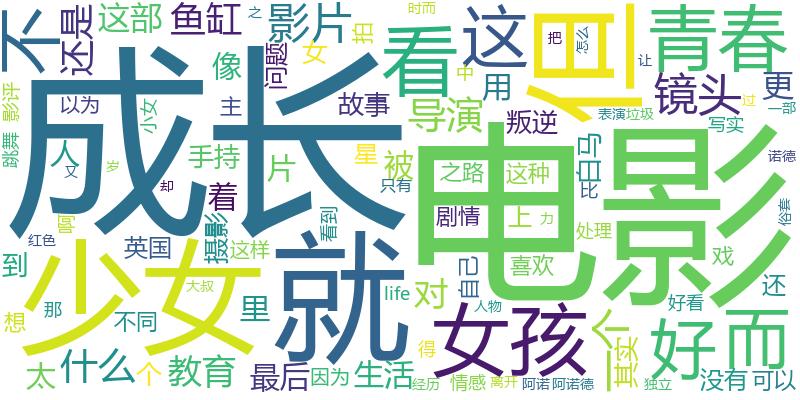 不
还是
这部
鱼缸
之
影片
看
这
但
青春
时而
把
怎么
让
以为
影评
小女
像
问题
女
拍
中
用
镜头
更
主
故事
导演
叛逆
表演
垃圾
过
一部
写实
成长
电影
跳舞
人
又
岁
手持
片
星
被
之路
这种
白马
比
诺德
却
着
只有
剧情
上
力
俗套
红色
啊
摄影
看到
处理
戏
到
少女
英国
这样
就
自己
喜欢
还
大叔
life
对
人物
好看
想
那
不同
里
女孩
一个
其实
好
而
太
什么
个
教育
最后
因为
生活
得
经历
情感
离开
阿诺
阿诺德
独立
没有
可以